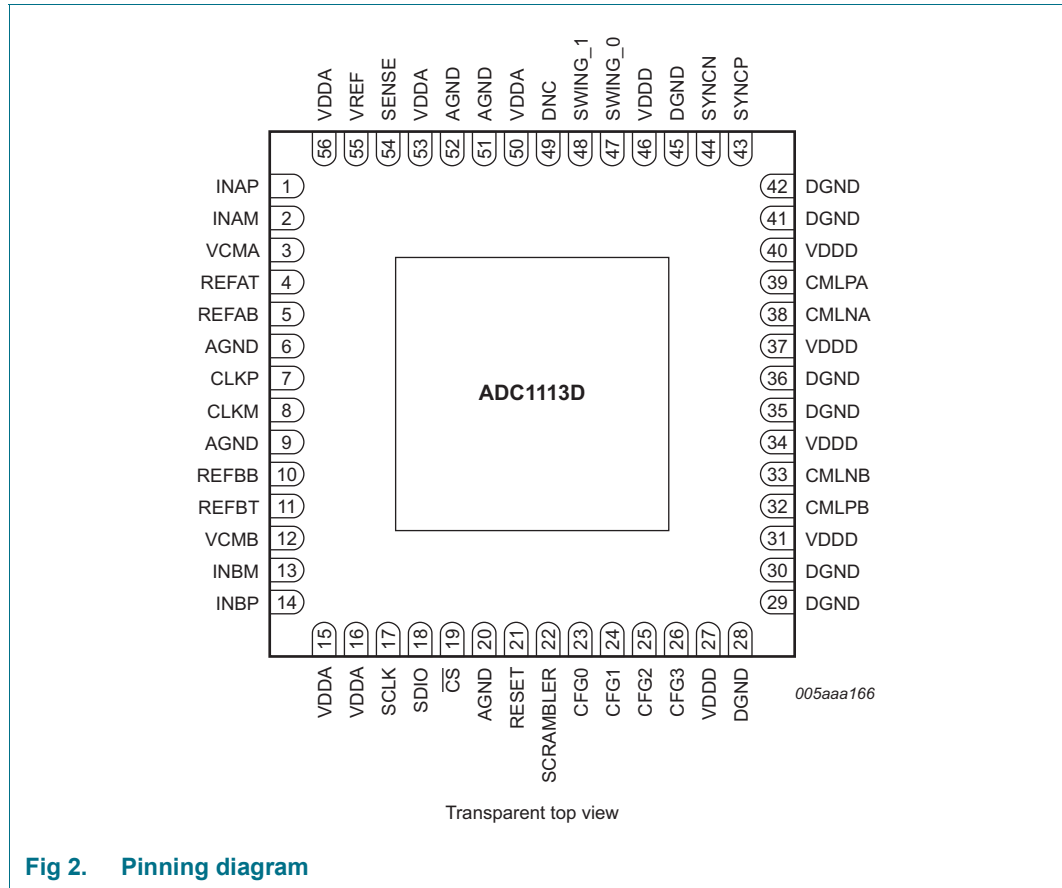 VDDA VREF SENSE VDDA AGND AGND VDDA DNC SWING_1 SWING_0 VDDD DGND SYNCN SYNCP
56 55 54 53 52 51 50 49 48 47 46 45 44 43
INAP 1 42 DGND
INAM 2 41 DGND
VCMA 3 40 VDDD
REFAT 4 39 CMLPA
REFAB 5 38 CMLNA
AGND 6 37 VDDD
CLKP 7 36 DGND
ADC1113D
CLKM 8 35 DGND
AGND 9 34 VDDD
REFBB 10 33 CMLNB
REFBT 11 32 CMLPB
VCMB 12 31 VDDD
INBM 13 30 DGND
INBP 14 29 DGND
15 16 17 18 19 20 21 22 23 24 25 26 27 28
VDDA VDDA SCLK SDIO C̅S̅ AGND RESET SCRAMBLER CFG0 CFG1 CFG2 CFG3 VDDD DGND
005aaa166
Transparent top view
Fig 2. Pinning diagram